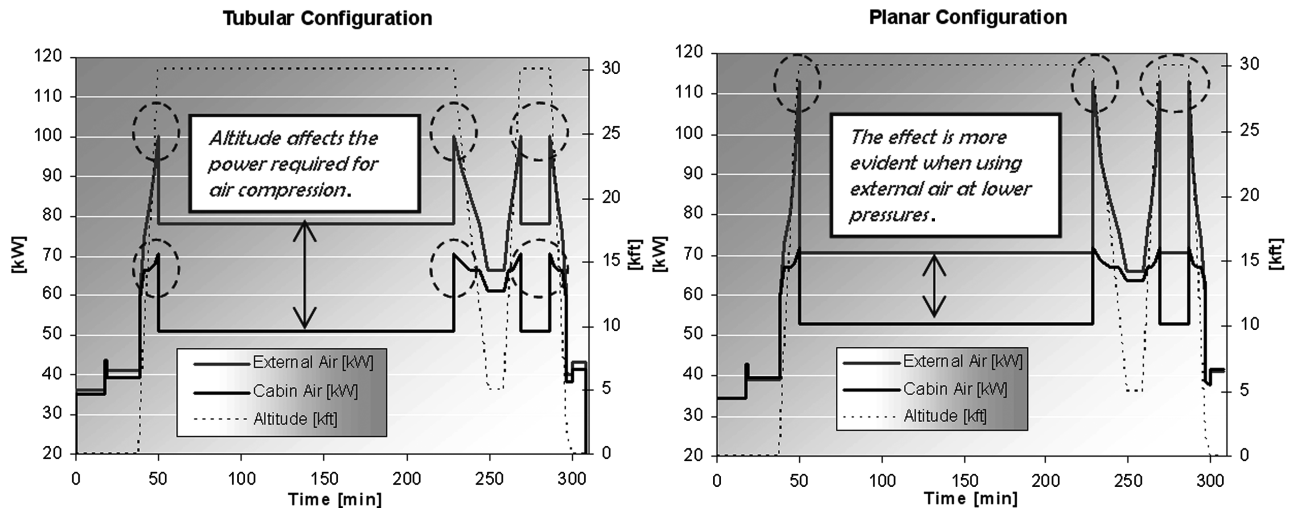 Tubular Configuration
120
110
100
90
80
70
60
50
40
30
20
[kW]
30
25
20
15
10
5
0
[kft]
0
50
100
150
200
250
300
Time [min]
Altitude affects the
power required for
air compression.
External Air [kW]
Cabin Air [kW]
Altitude [kft]
Planar Configuration
120
110
100
90
80
70
60
50
40
30
20
[kW]
30
25
20
15
10
5
0
[kft]
0
50
100
150
200
250
300
Time [min]
The effect is more
evident when using
external air at lower
pressures.
External Air [kW]
Cabin Air [kW]
Altitude [kft]